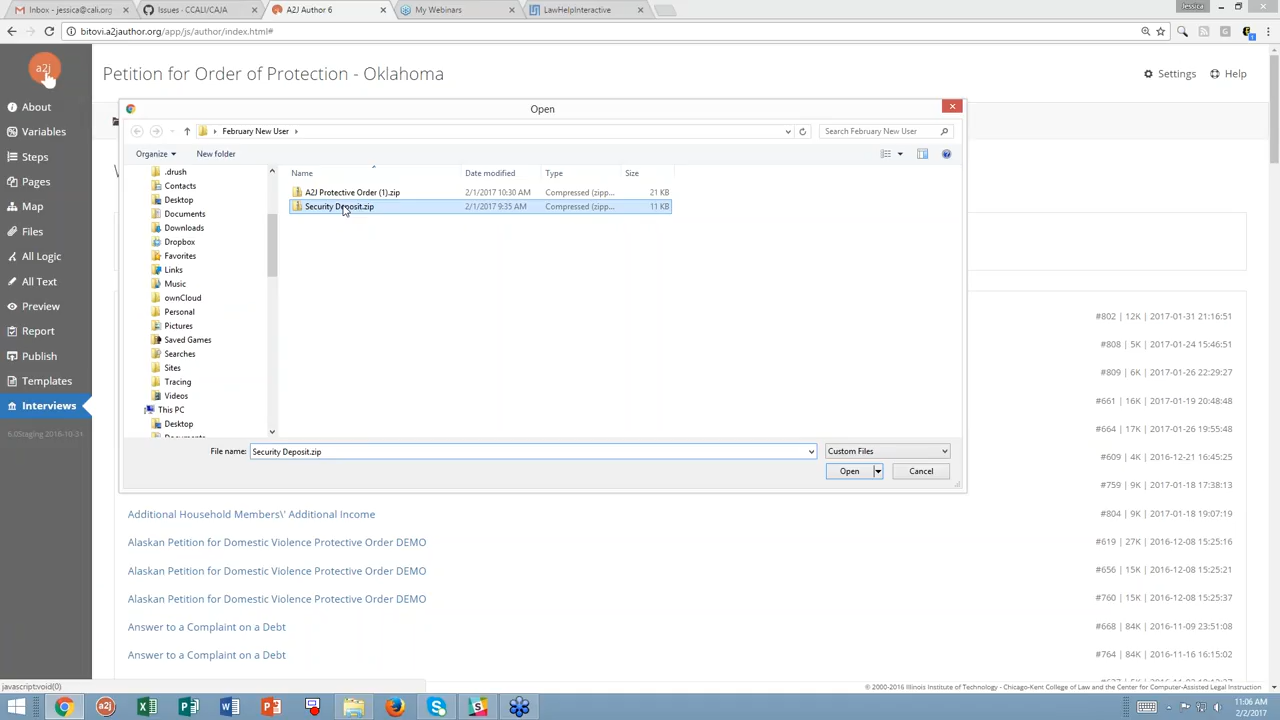 Inbox - jessica@cali.org
Issues · CCALI/CAJA
A2J Author 6
My Webinars
LawHelpInteractive
Jessica
bitovi.a2jauthor.org/app/js/author/index.html#
a2j
Petition for Order of Protection - Oklahoma
Settings
Help
About
Variables
Steps
Pages
Map
Files
All Logic
All Text
Preview
Report
Publish
Templates
Interviews
6.0Staging 2016-10-31
Open
February New User
Search February New User
Organize
New folder
Name
Date modified
Type
Size
A2J Protective Order (1).zip
2/1/2017 10:30 AM
Compressed (zipp...
21 KB
Security Deposit.zip
2/1/2017 9:35 AM
Compressed (zipp...
11 KB
.drush
Contacts
Desktop
Documents
Downloads
Dropbox
Favorites
Links
Music
ownCloud
Personal
Pictures
Saved Games
Searches
Sites
Tracing
Videos
This PC
Desktop
Documents
File name:
Security Deposit.zip
Custom Files
Open
Cancel
#802 | 12K | 2017-01-31 21:16:51
#808 | 5K | 2017-01-24 15:46:51
#809 | 6K | 2017-01-26 22:29:27
#661 | 16K | 2017-01-19 20:48:48
#664 | 17K | 2017-01-26 19:55:48
#609 | 4K | 2016-12-21 16:45:25
#759 | 9K | 2017-01-18 17:38:13
Additional Household Members\' Additional Income
#804 | 9K | 2017-01-18 19:07:19
Alaskan Petition for Domestic Violence Protective Order DEMO
#619 | 27K | 2016-12-08 15:25:16
Alaskan Petition for Domestic Violence Protective Order DEMO
#656 | 15K | 2016-12-08 15:25:21
Alaskan Petition for Domestic Violence Protective Order DEMO
#760 | 15K | 2016-12-08 15:25:37
Answer to a Complaint on a Debt
#668 | 84K | 2016-11-09 23:51:08
Answer to a Complaint on a Debt
#764 | 84K | 2016-11-16 16:15:02
javascript:void(0)
© 2000-2016 Illinois Institute of Technology - Chicago-Kent College of Law and the Center for Computer-Assisted Legal Instruction
11:06 AM
2/2/2017